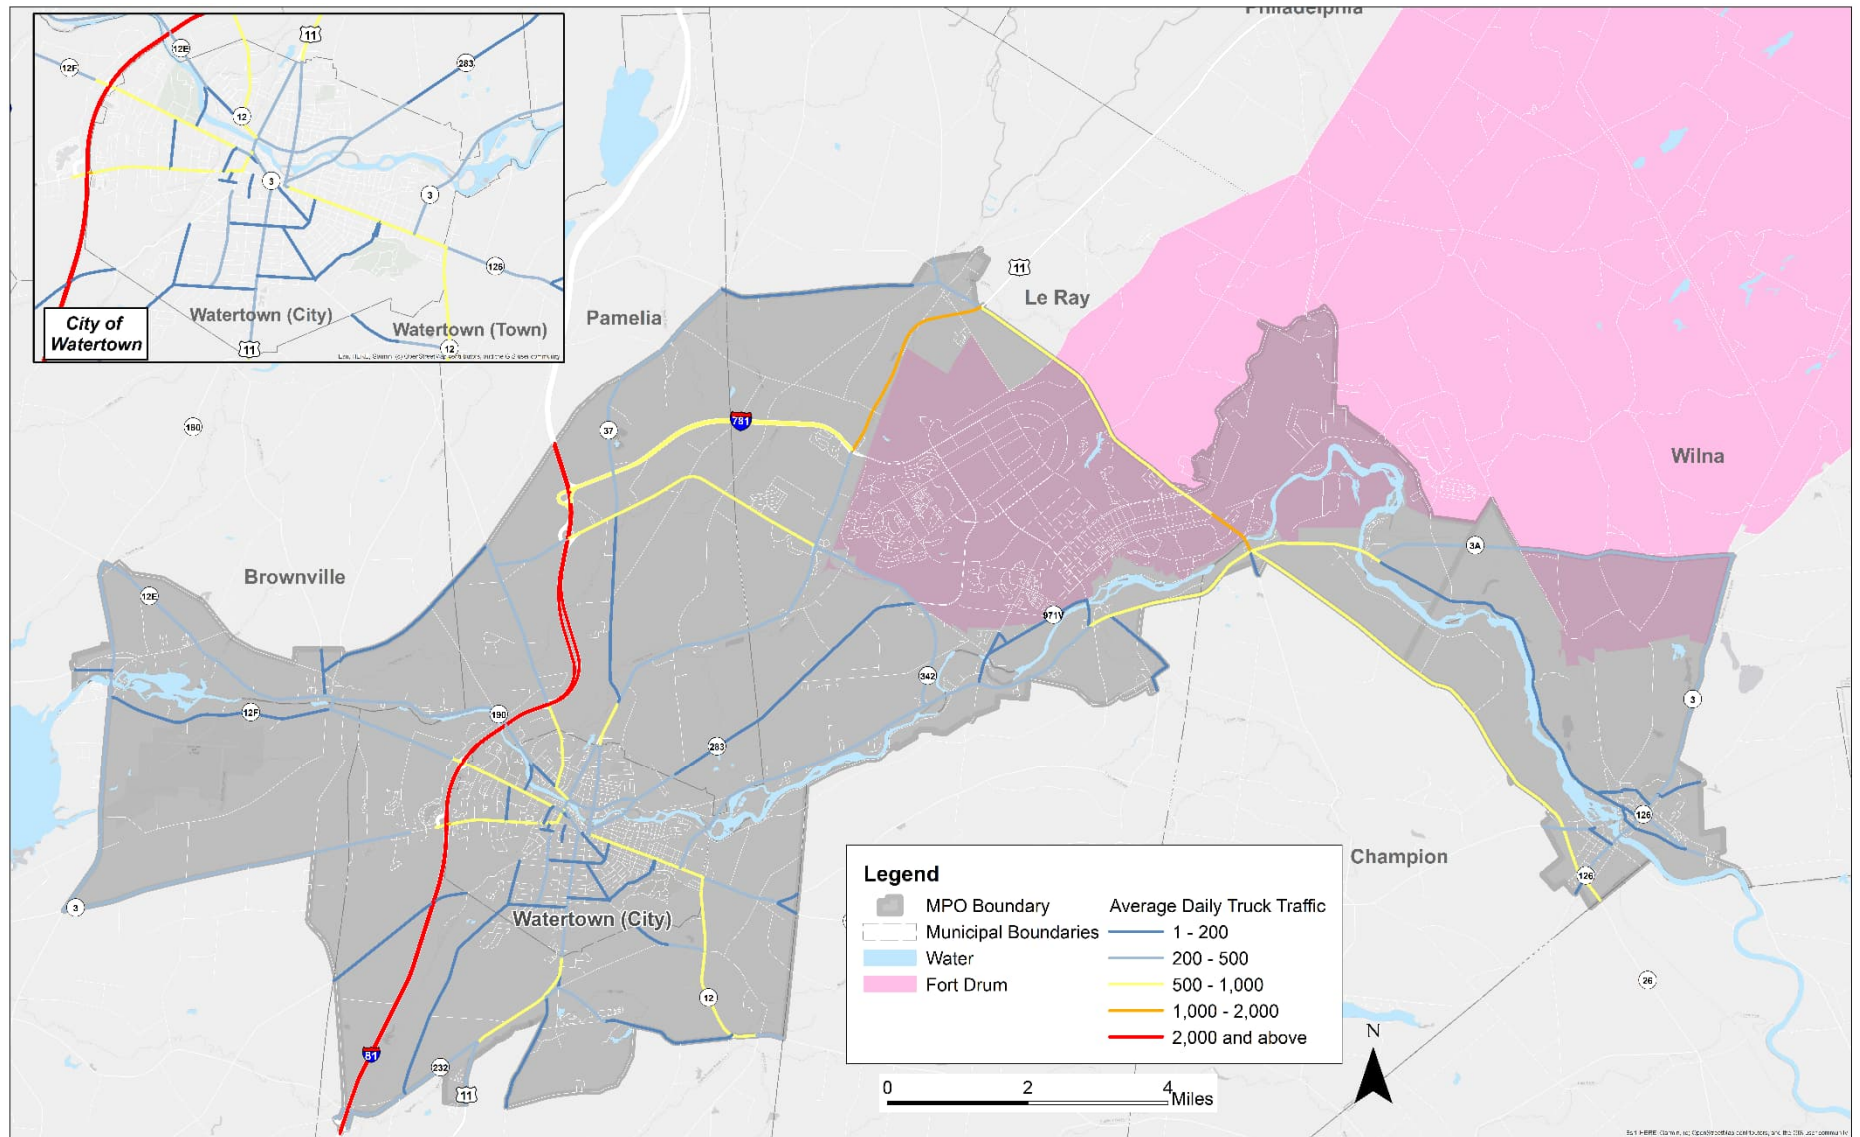 Philadelphia
11
12E
12F
283
12
3
3
126
Watertown (City)
Watertown (Town)
11
12
City of
Watertown
11
Le Ray
Pamelia
180
37
781
Wilna
3A
Brownville
12E
971V
342
12F
190
3
283
126
Champion
126
3
Watertown (City)
12
26
81
232
11
Legend
MPO Boundary
Municipal Boundaries
Water
Fort Drum
Average Daily Truck Traffic
1 - 200
200 - 500
500 - 1,000
1,000 - 2,000
2,000 and above
N
0
2
4
Miles